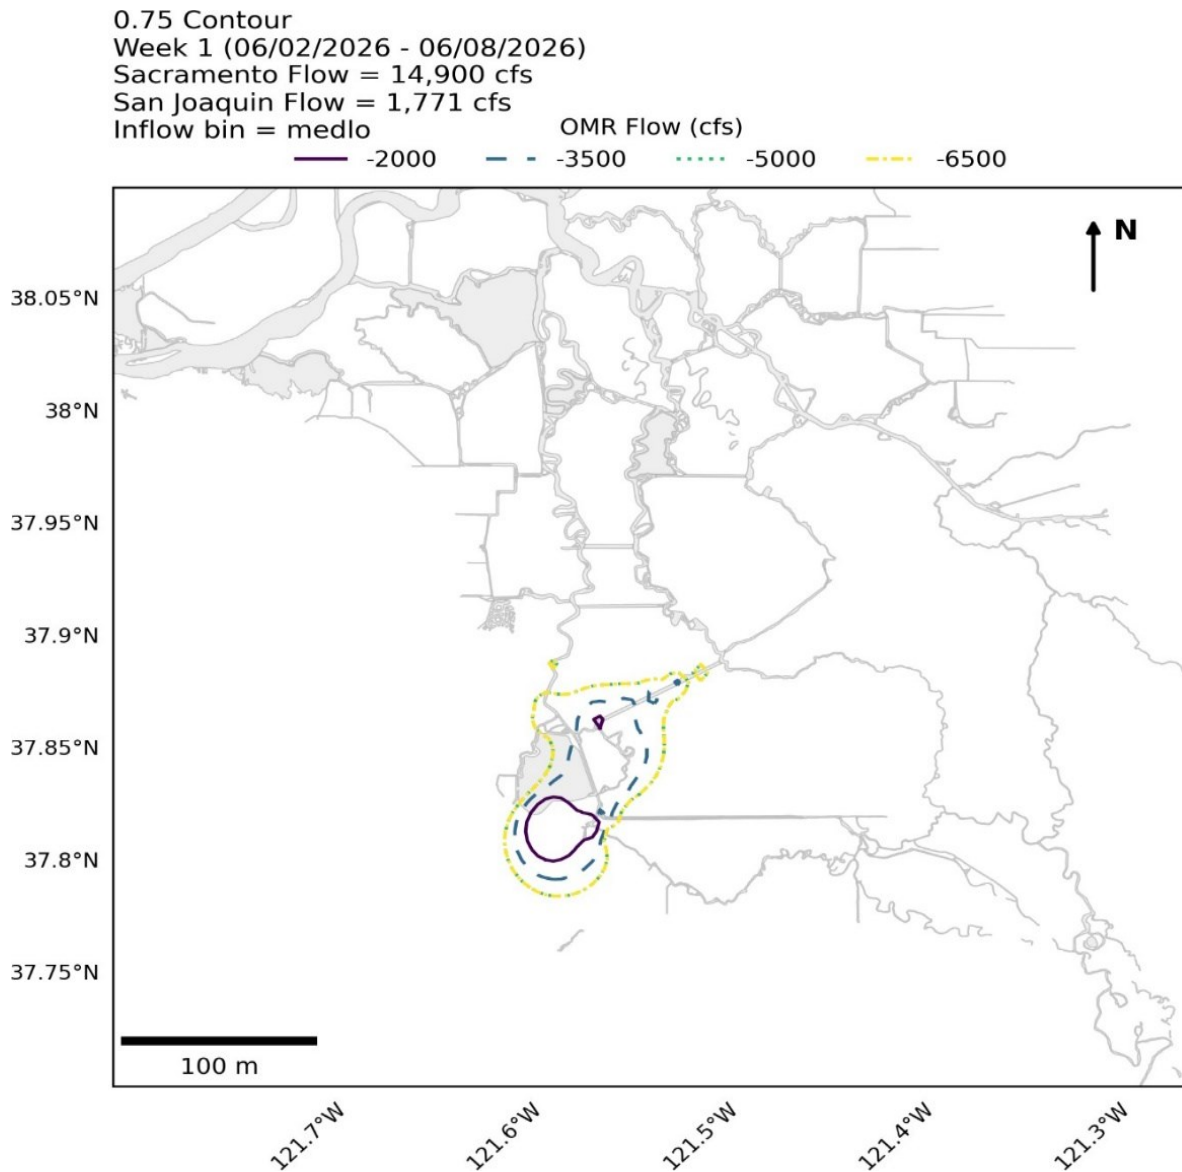 0.75 Contour
Week 1 (06/02/2026 - 06/08/2026)
Sacramento Flow = 14,900 cfs
San Joaquin Flow = 1,771 cfs
Inflow bin = medlo
OMR Flow (cfs)
-2000 -3500 -5000 -6500
N
38.05°N
38°N
37.95°N
37.9°N
37.85°N
37.8°N
37.75°N
100 m
121.7°W 121.6°W 121.5°W 121.4°W 121.3°W